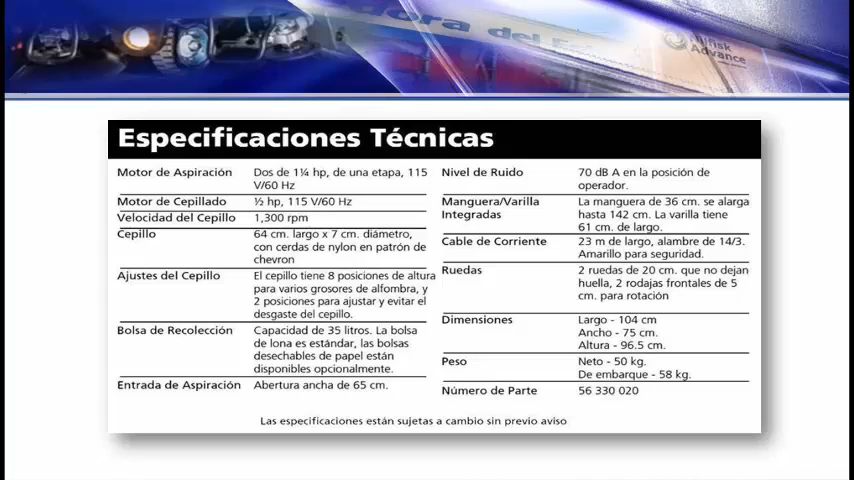 ora del F
Nilfisk
Advance
Especificaciones Técnicas
Motor de Aspiración
Dos de 1¼ hp, de una etapa, 115
V/60 Hz
Motor de Cepillado
½ hp, 115 V/60 Hz
Velocidad del Cepillo
1,300 rpm
Cepillo
64 cm. largo x 7 cm. diámetro,
con cerdas de nylon en patrón de
chevron
Ajustes del Cepillo
El cepillo tiene 8 posiciones de altura
para varios grosores de alfombra, y
2 posiciones para ajustar y evitar el
desgaste del cepillo.
Bolsa de Recolección
Capacidad de 35 litros. La bolsa
de lona es estándar, las bolsas
desechables de papel están
disponibles opcionalmente.
Entrada de Aspiración
Abertura ancha de 65 cm.
Nivel de Ruido
70 dB A en la posición de
operador.
Manguera/Varilla
Integradas
La manguera de 36 cm. se alarga
hasta 142 cm. La varilla tiene
61 cm. de largo.
Cable de Corriente
23 m de largo, alambre de 14/3.
Amarillo para seguridad.
Ruedas
2 ruedas de 20 cm. que no dejan
huella, 2 rodajas frontales de 5
cm. para rotación
Dimensiones
Largo - 104 cm
Ancho - 75 cm.
Altura - 96.5 cm.
Peso
Neto - 50 kg.
De embarque - 58 kg.
Número de Parte
56 330 020
Las especificaciones están sujetas a cambio sin previo aviso